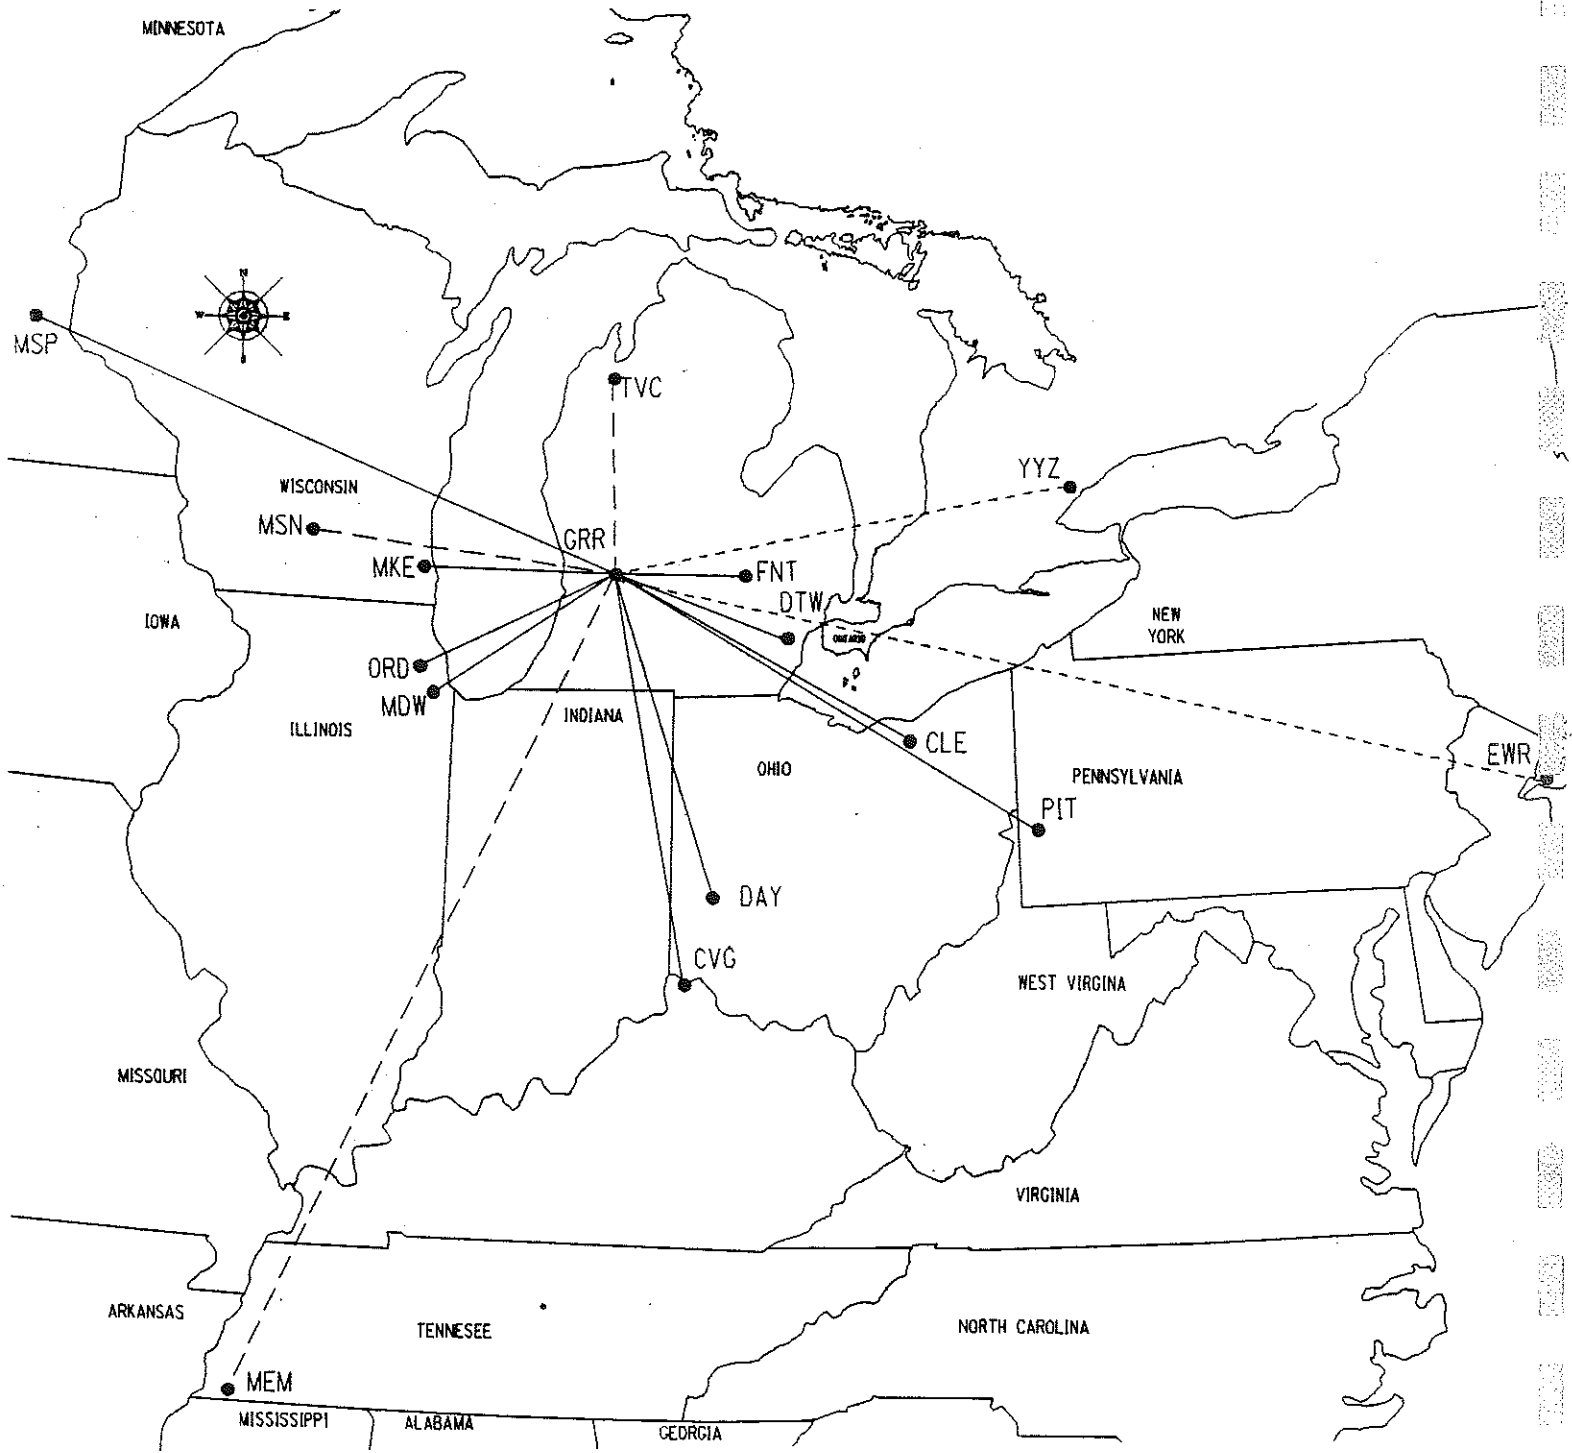 MINNESOTA
N
W
E
S
MSP
TVC
YYZ
WISCONSIN
MSN
GRR
MKE
FNT
DTW
IOWA
NEW
YORK
ONTARIO
ORD
MDW
INDIANA
ILLINOIS
CLE
EWR
OHIO
PENNSYLVANIA
PIT
DAY
CVG
WEST VIRGINA
MISSOURI
VIRGINIA
ARKANSAS
TENNESEE
NORTH CAROLINA
MEM
MISSISSIPPI
ALABAMA
GEORGIA